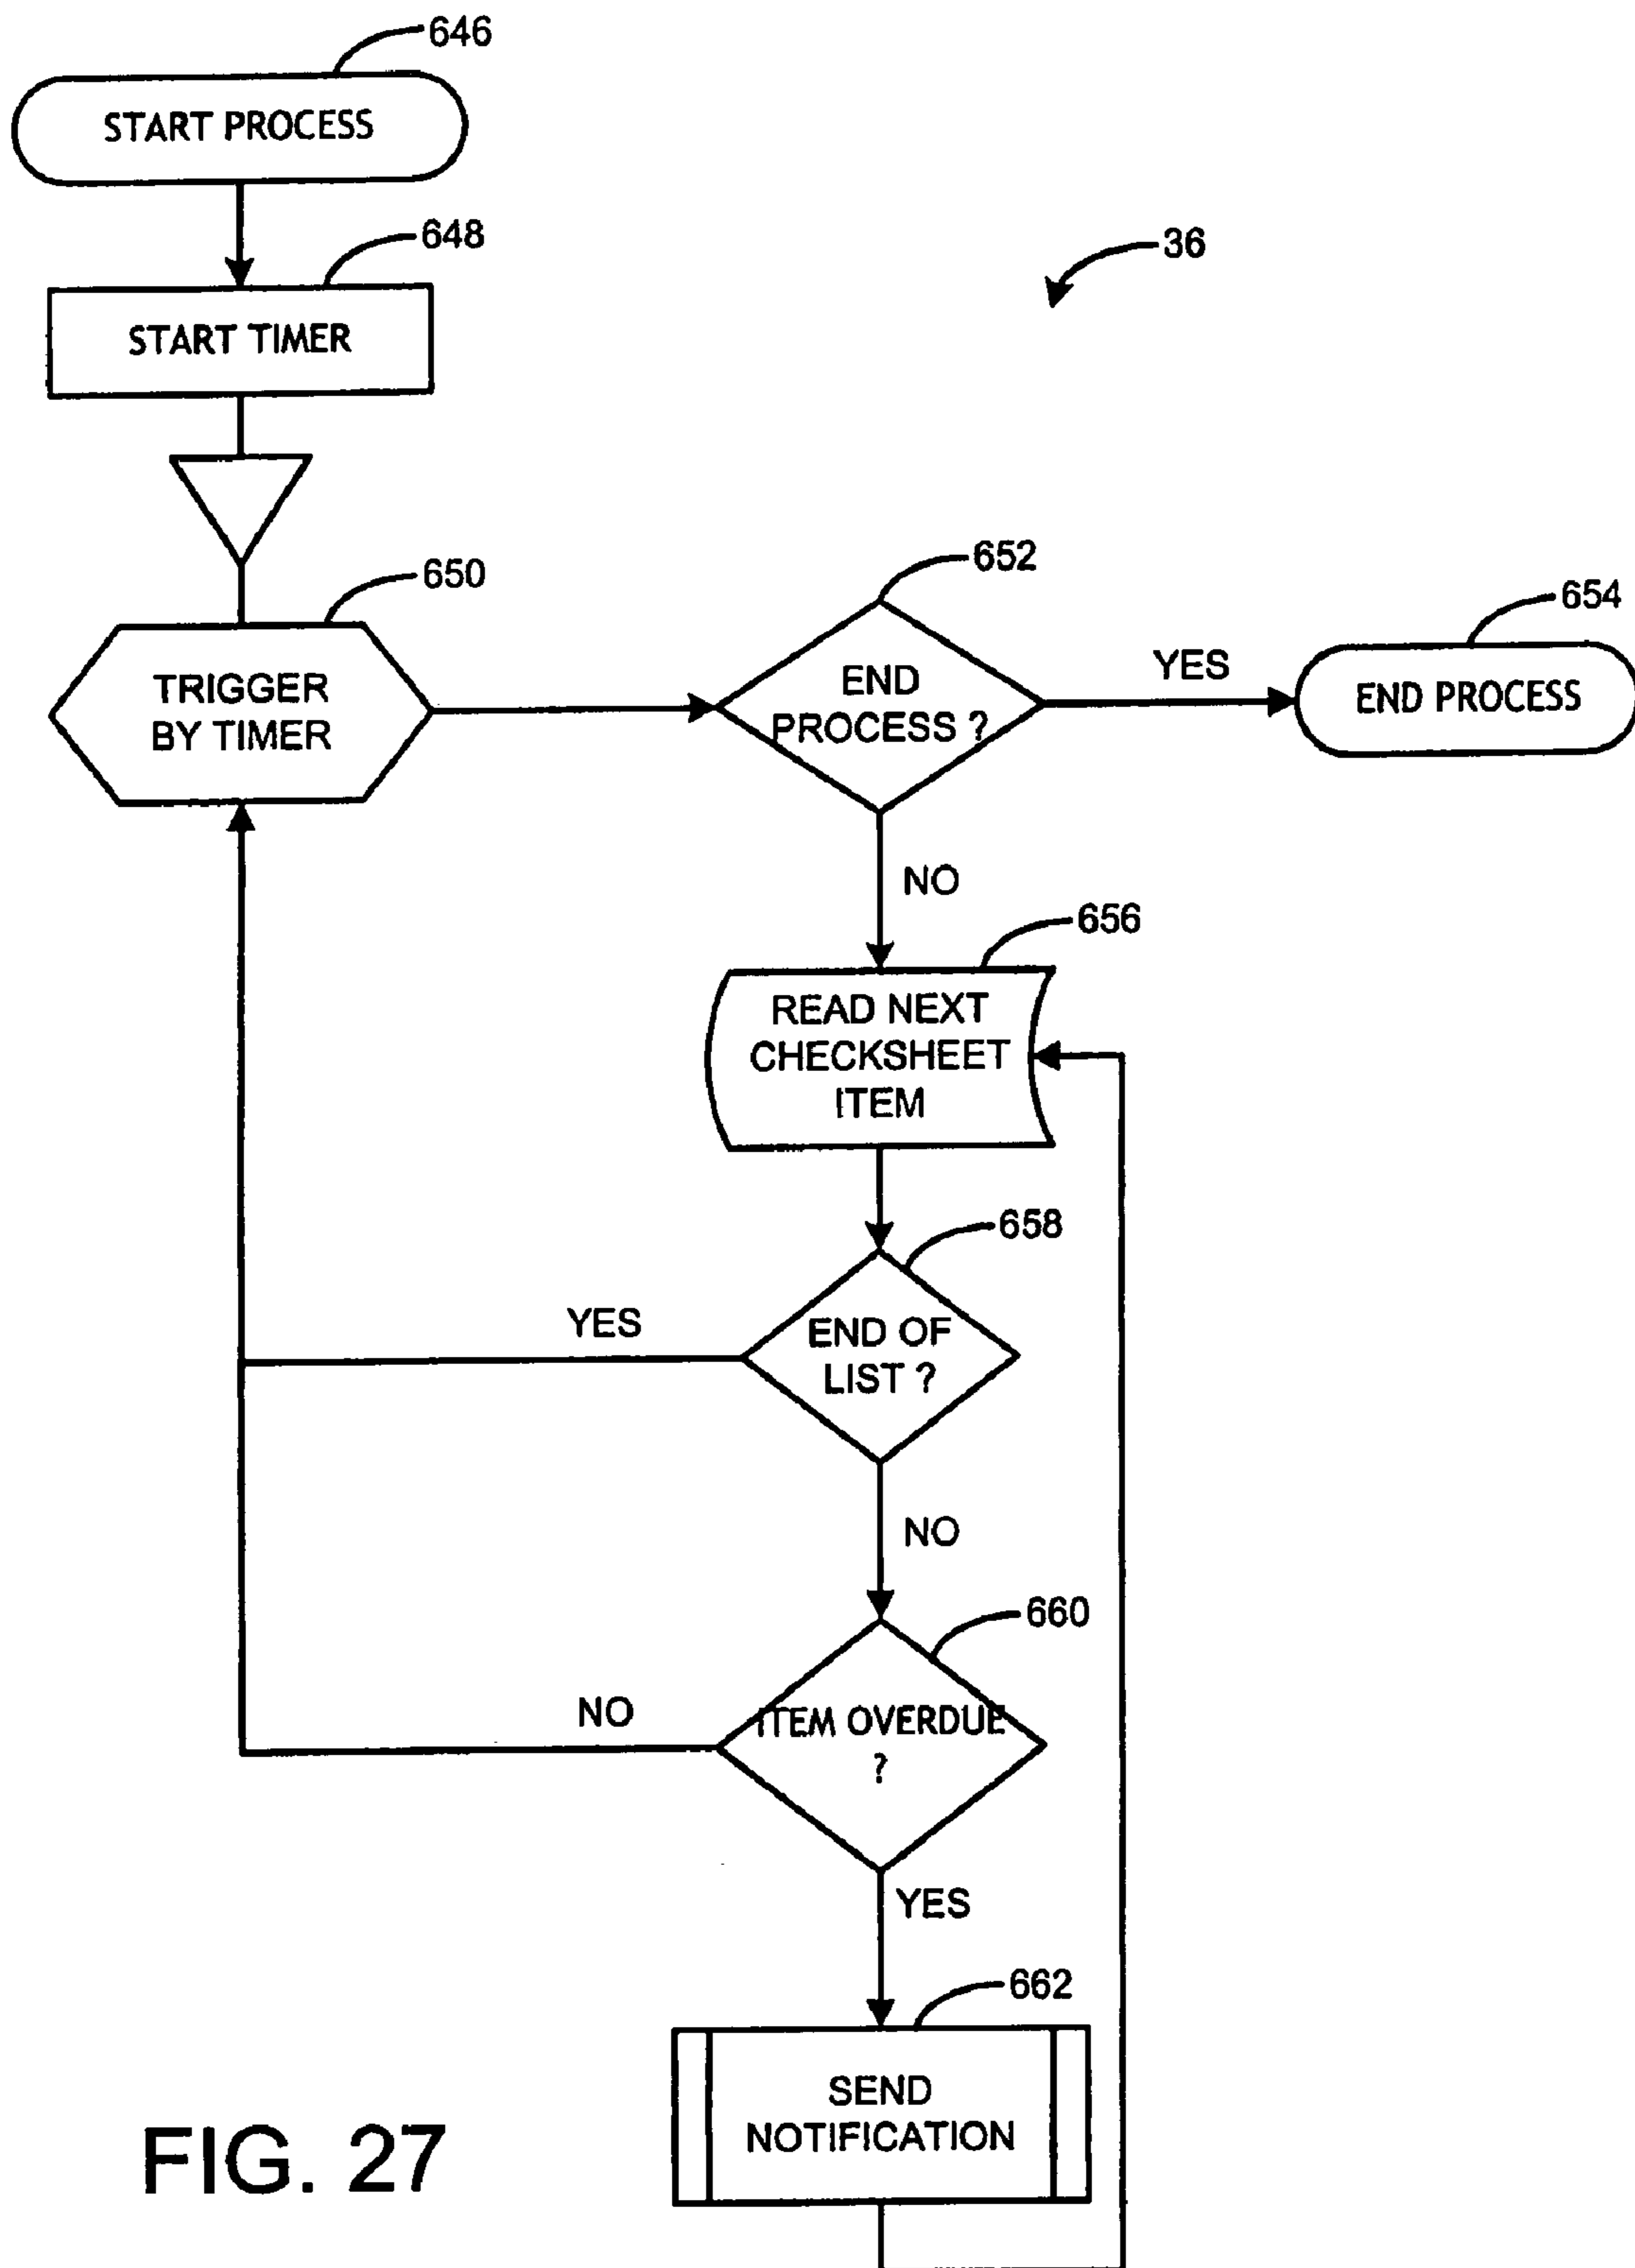 646
START PROCESS
648
START TIMER
36
650
TRIGGER
BY TIMER
652
END
PROCESS ?
YES
654
END PROCESS
NO
656
READ NEXT
CHECKSHEET
ITEM
658
END OF
LIST ?
YES
NO
660
ITEM OVERDUE
?
NO
YES
662
SEND
NOTIFICATION
FIG. 27